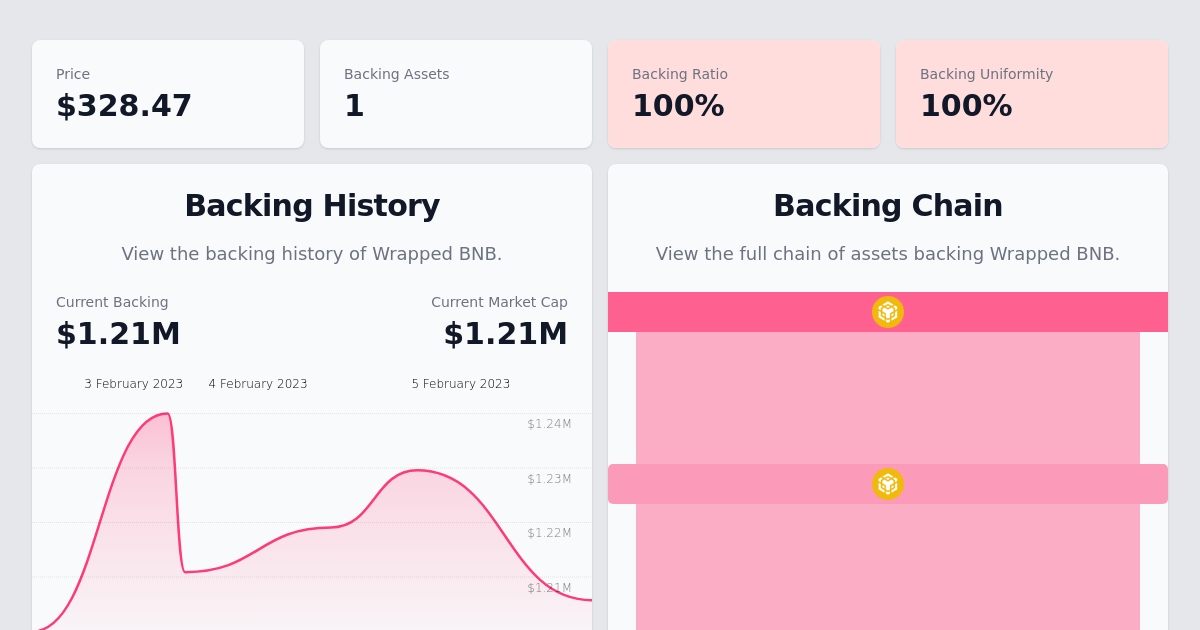 Price
$328.47
Backing Assets
1
Backing Ratio
100%
Backing Uniformity
100%
Backing History
View the backing history of Wrapped BNB.
Current Backing
$1.21M
Current Market Cap
$1.21M
3 February 2023
4 February 2023
5 February 2023
$1.24M
$1.23M
$1.22M
$1.21M
Backing Chain
View the full chain of assets backing Wrapped BNB.